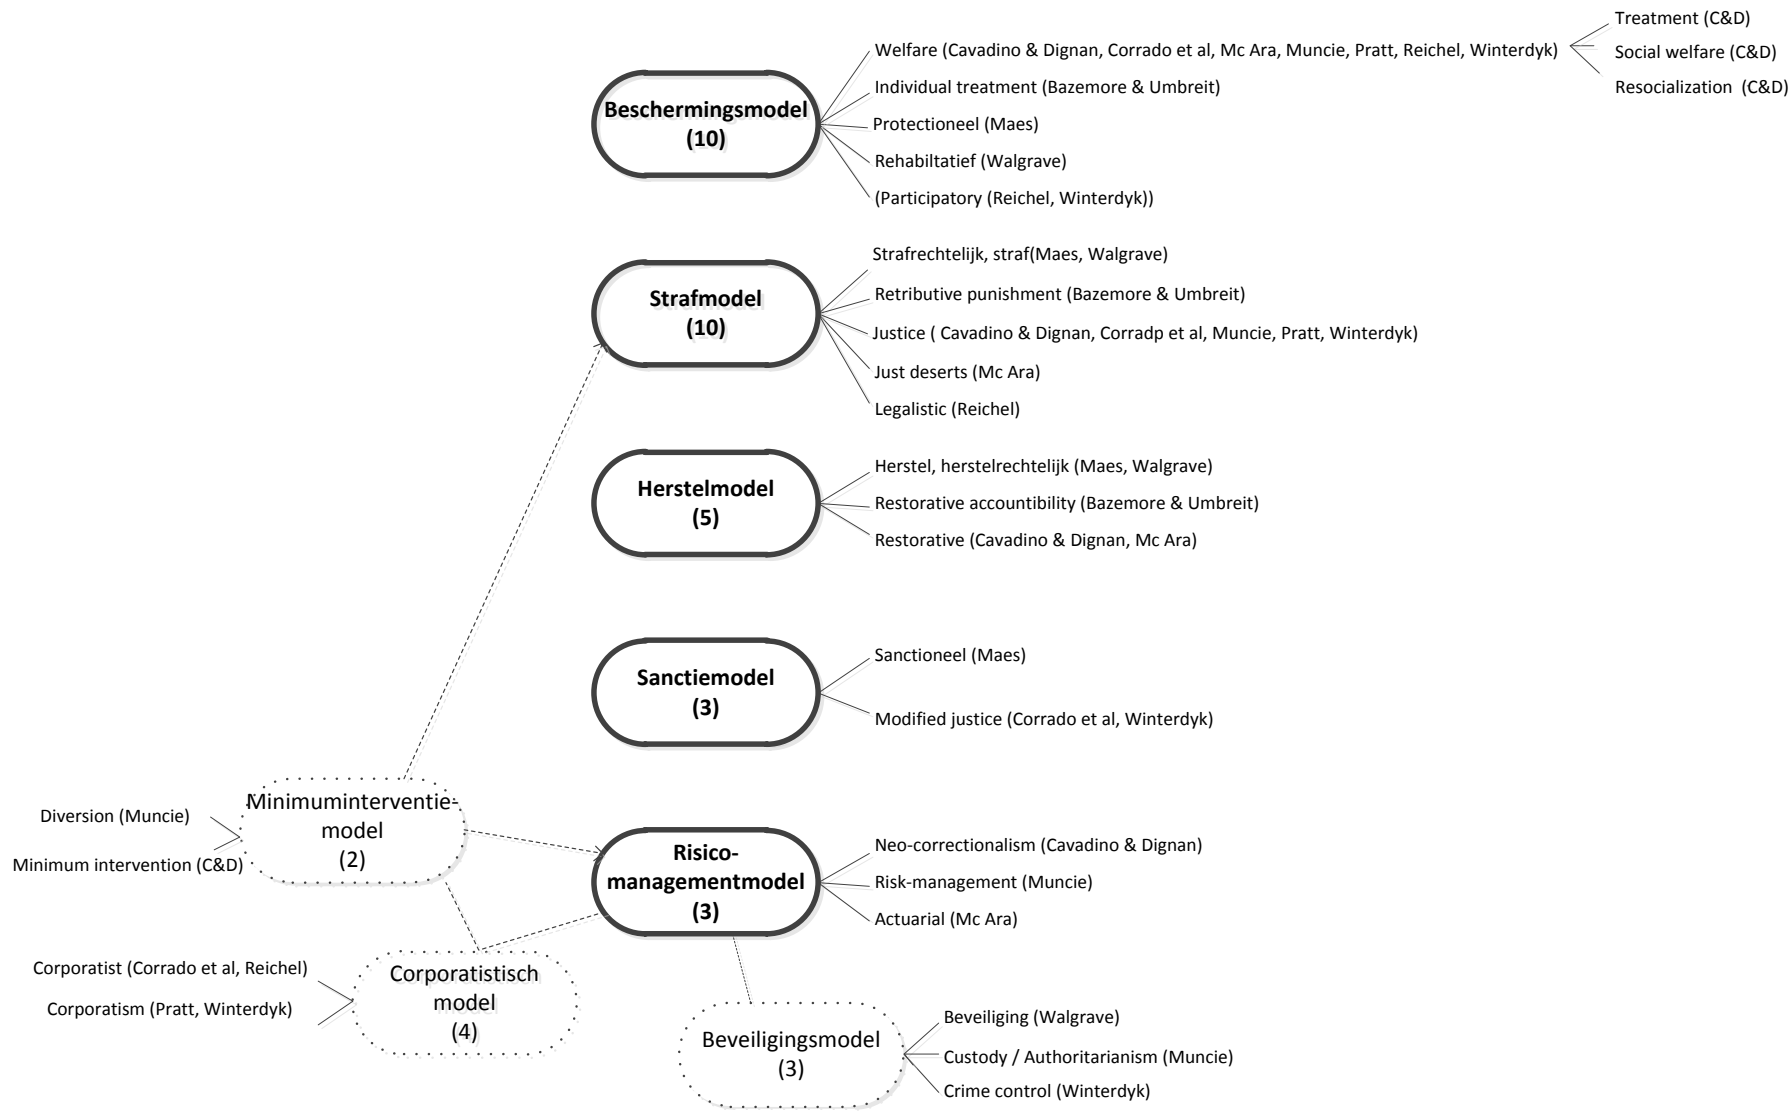 Treatment (C&D)
Welfare (Cavadino & Dignan, Corrado et al, Mc Ara, Muncie, Pratt, Reichel, Winterdyk)
Social welfare (C&D)
Resocialization (C&D)
Beschermingsmodel
(10)
Individual treatment (Bazemore & Umbreit)
Protectioneel (Maes)
Rehabiltatief (Walgrave)
(Participatory (Reichel, Winterdyk))
Strafmodel
(10)
Strafrechtelijk, straf(Maes, Walgrave)
Retributive punishment (Bazemore & Umbreit)
Justice ( Cavadino & Dignan, Corradp et al, Muncie, Pratt, Winterdyk)
Just deserts (Mc Ara)
Legalistic (Reichel)
Herstelmodel
(5)
Herstel, herstelrechtelijk (Maes, Walgrave)
Restorative accountibility (Bazemore & Umbreit)
Restorative (Cavadino & Dignan, Mc Ara)
Sanctiemodel
(3)
Sanctioneel (Maes)
Modified justice (Corrado et al, Winterdyk)
Diversion (Muncie)
Minimum intervention (C&D)
Minimuminterventie-
model
(2)
Risico-
managementmodel
(3)
Neo-correctionalism (Cavadino & Dignan)
Risk-management (Muncie)
Actuarial (Mc Ara)
Corporatist (Corrado et al, Reichel)
Corporatism (Pratt, Winterdyk)
Corporatistisch
model
(4)
Beveiligingsmodel
(3)
Beveiliging (Walgrave)
Custody / Authoritarianism (Muncie)
Crime control (Winterdyk)